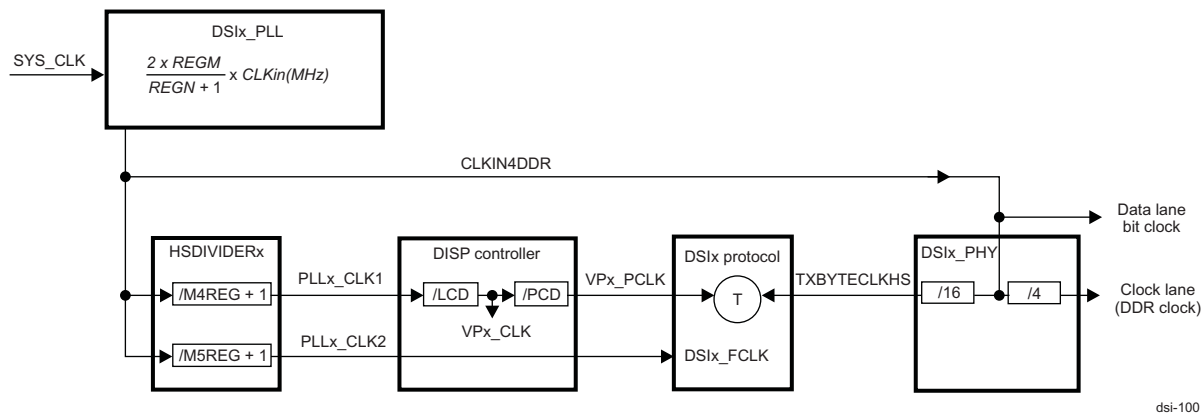 DSIx_PLL
SYS_CLK
2 x REGM
REGN + 1
x CLKin(MHz)
CLKIN4DDR
Data lane
bit clock
HSDIVIDERx
DISP controller
DSIx protocol
DSIx_PHY
PLLx_CLK1
VPx_PCLK
TXBYTECLKHS
/M4REG + 1
/LCD
/PCD
T
/16
/4
Clock lane
(DDR clock)
VPx_CLK
PLLx_CLK2
/M5REG + 1
DSIx_FCLK
dsi-100